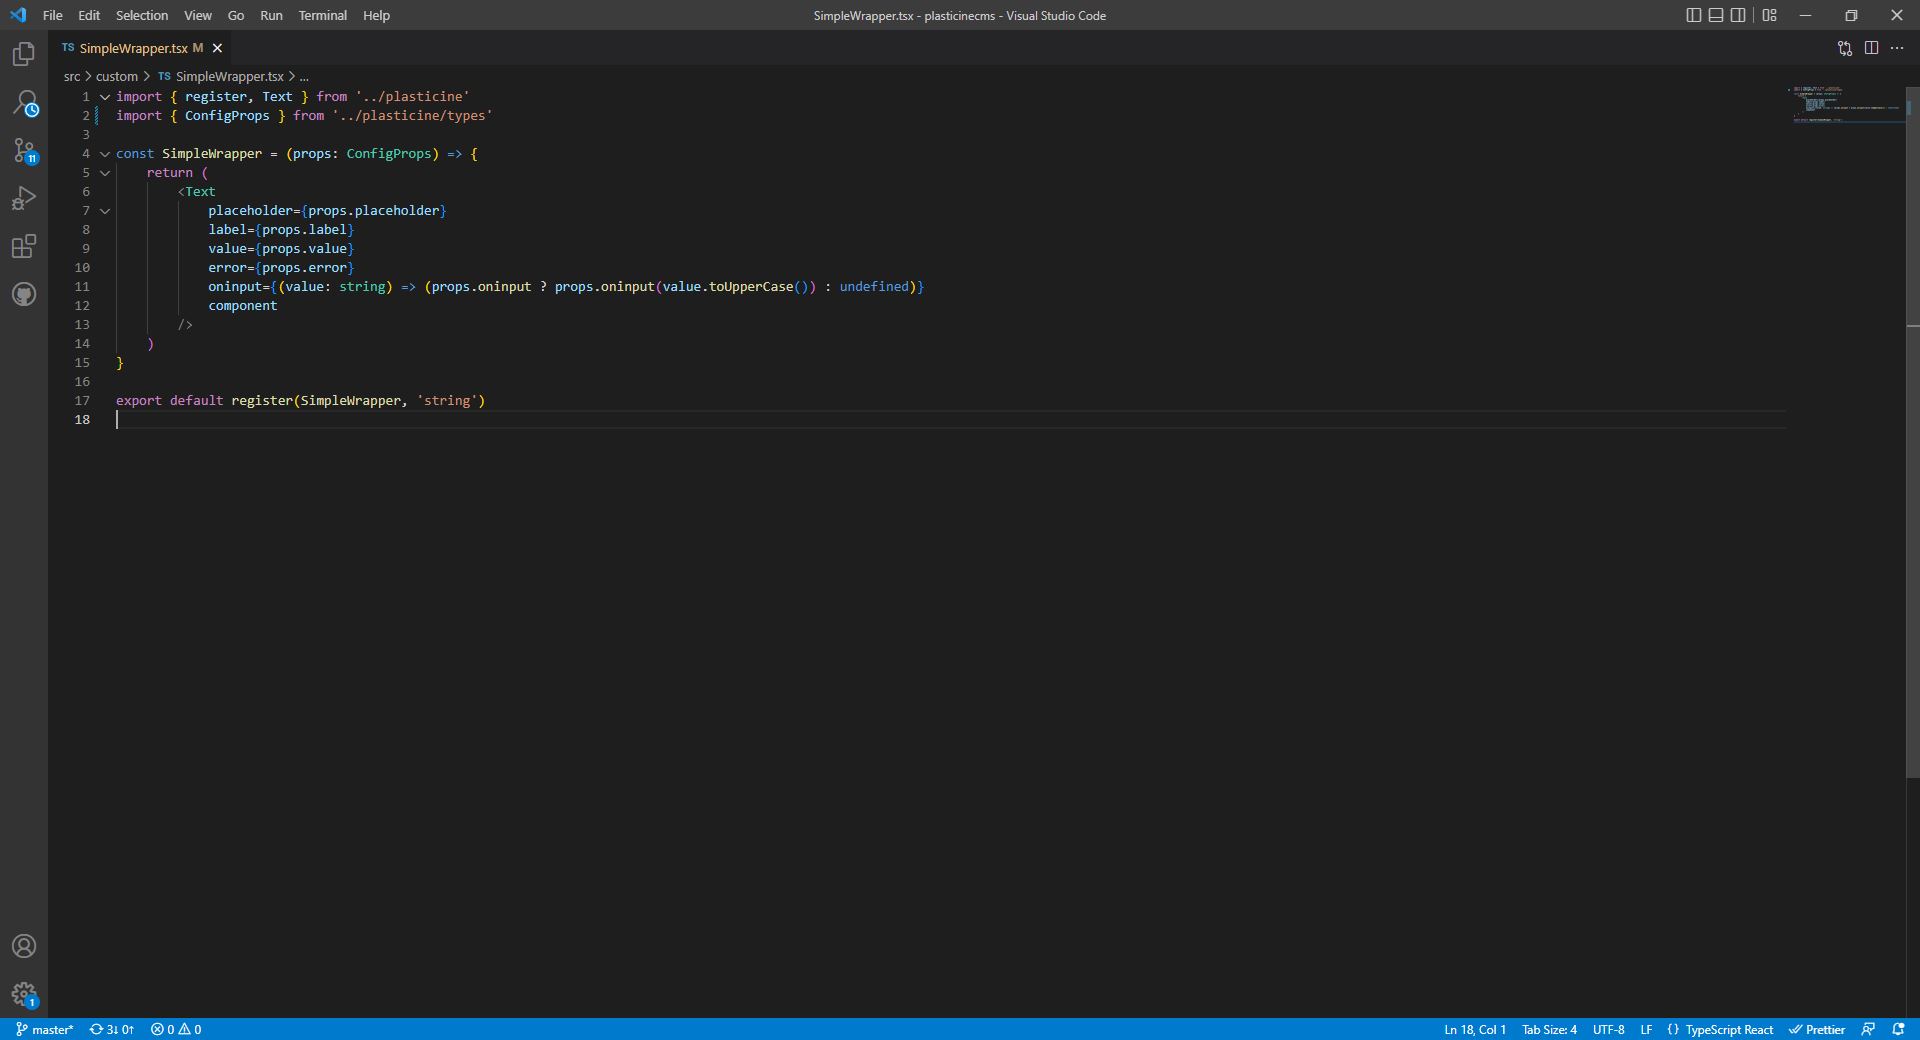 File Edit Selection View Go Run Terminal Help
SimpleWrapper.tsx - plasticinecms - Visual Studio Code
TS SimpleWrapper.tsx M
src > custom > TS SimpleWrapper.tsx > ...
1 import { register, Text } from '../plasticine'
2 import { ConfigProps } from '../plasticine/types'
3
4 const SimpleWrapper = (props: ConfigProps) => {
5     return (
6         <Text
7             placeholder={props.placeholder}
8             label={props.label}
9             value={props.value}
10             error={props.error}
11             oninput={(value: string) => (props.oninput ? props.oninput(value.toUpperCase()) : undefined)}
12             component
13         />
14     )
15 }
16
17 export default register(SimpleWrapper, 'string')
18
11
1
master* 3↓ 0↑ 0 0
Ln 18, Col 1 Tab Size: 4 UTF-8 LF {} TypeScript React Prettier